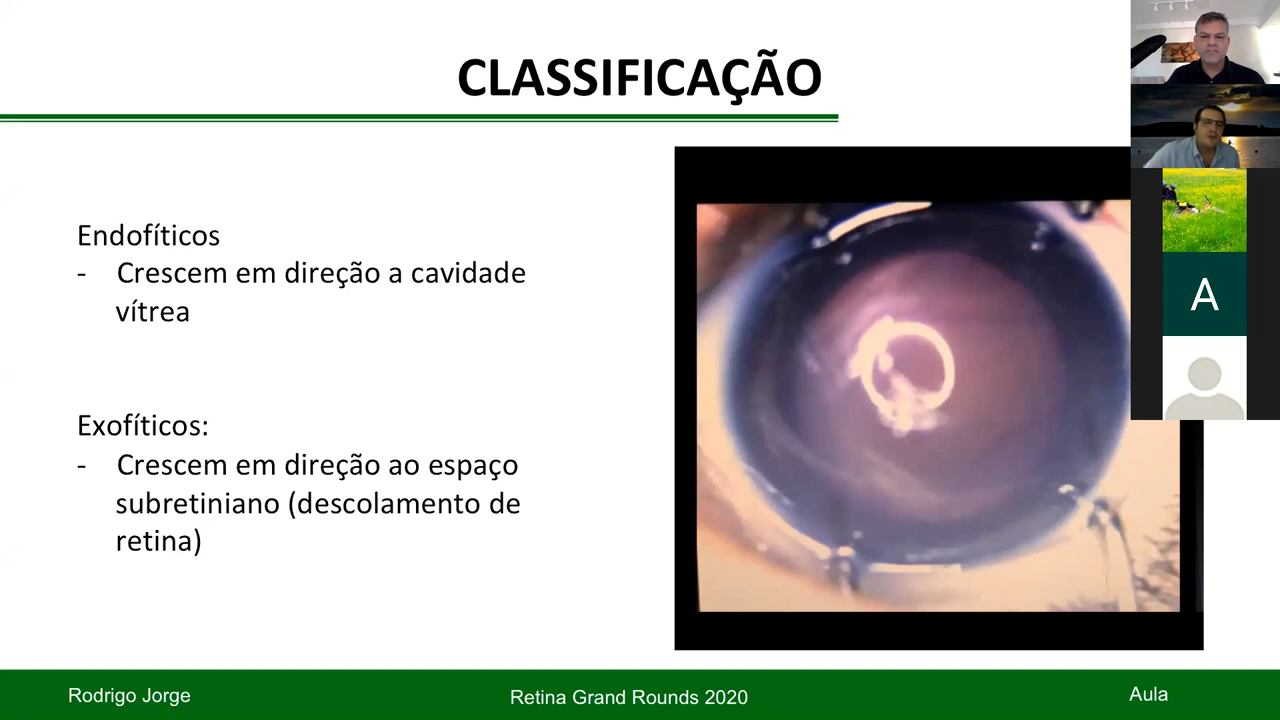 CLASSIFICAÇÃO
Endofíticos
- Crescem em direção a cavidade
vítrea
Exofíticos:
- Crescem em direção ao espaço
subretiniano (descolamento de
retina)
A
Rodrigo Jorge
Retina Grand Rounds 2020
Aula